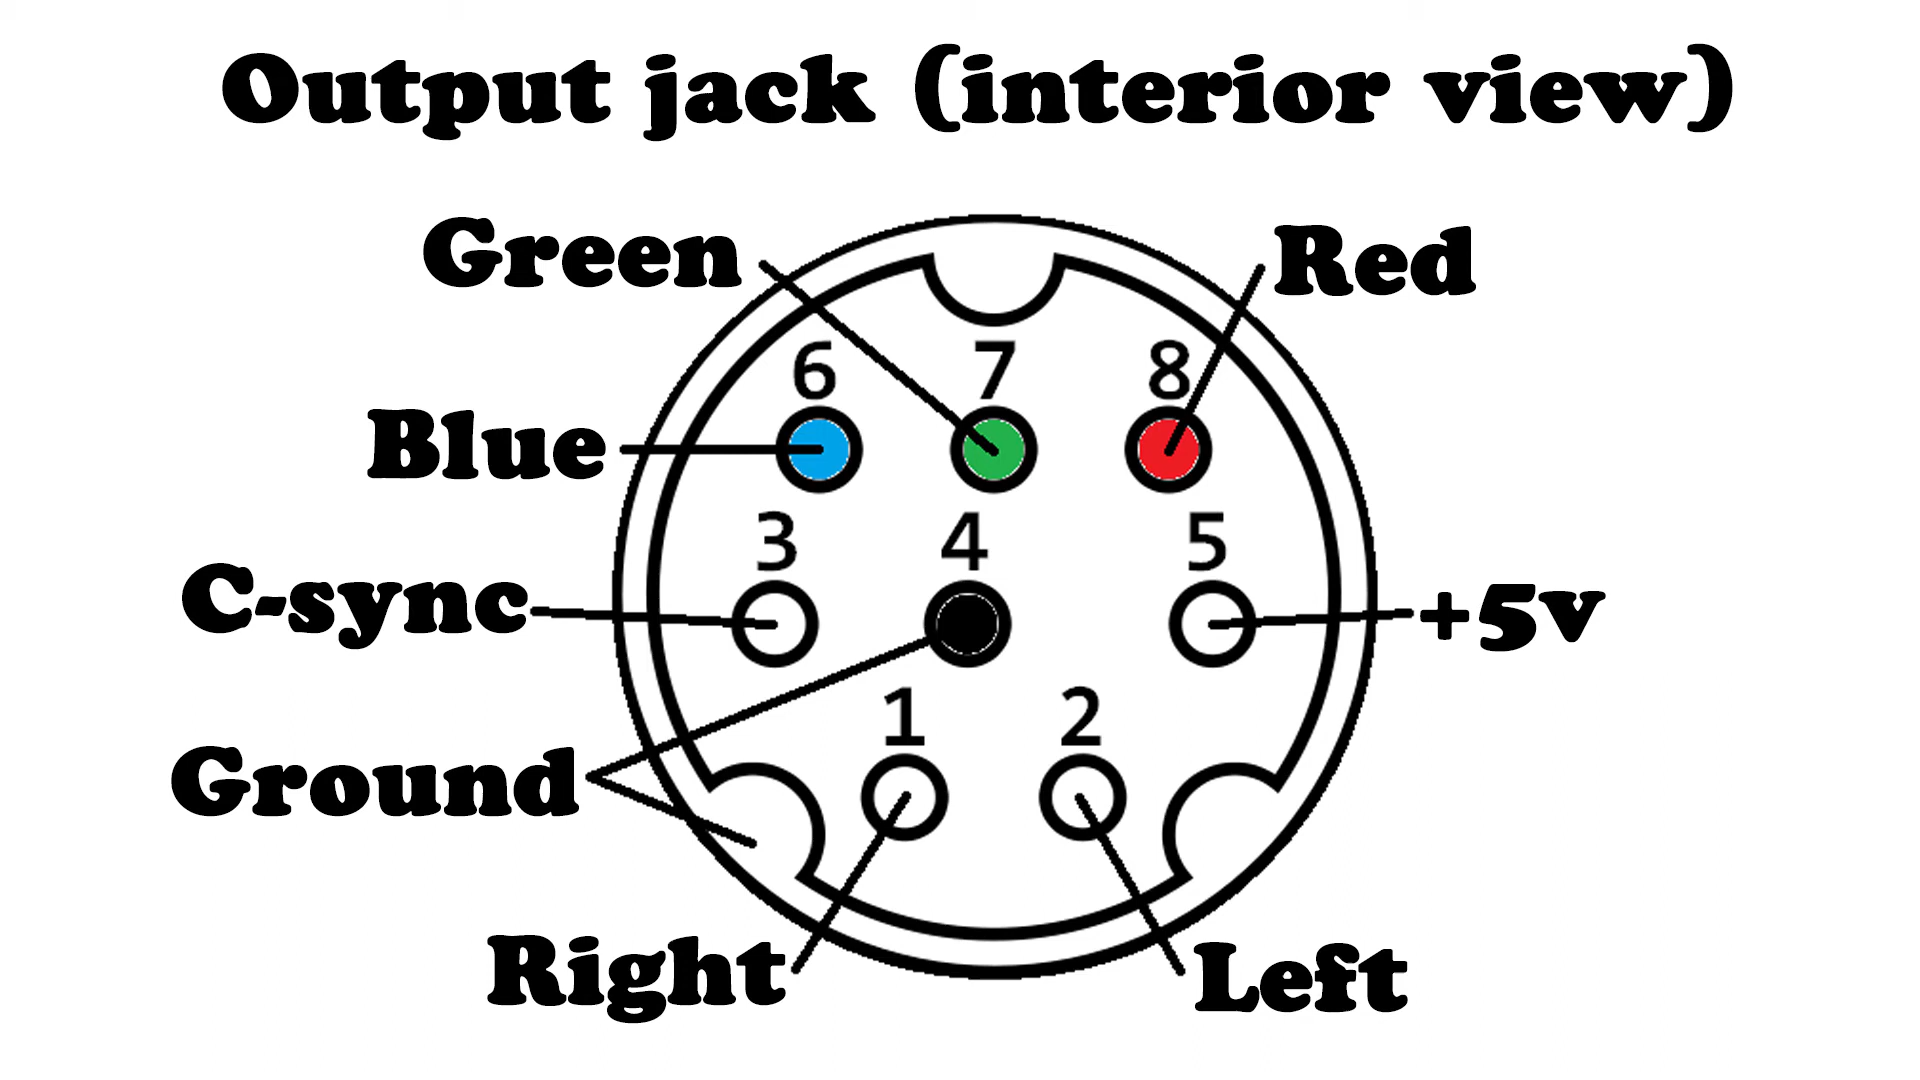 Output jack (interior view)
Green
Red
6 7 8
Blue
3 4 5
C-sync
+5v
1 2
Ground
Right
Left